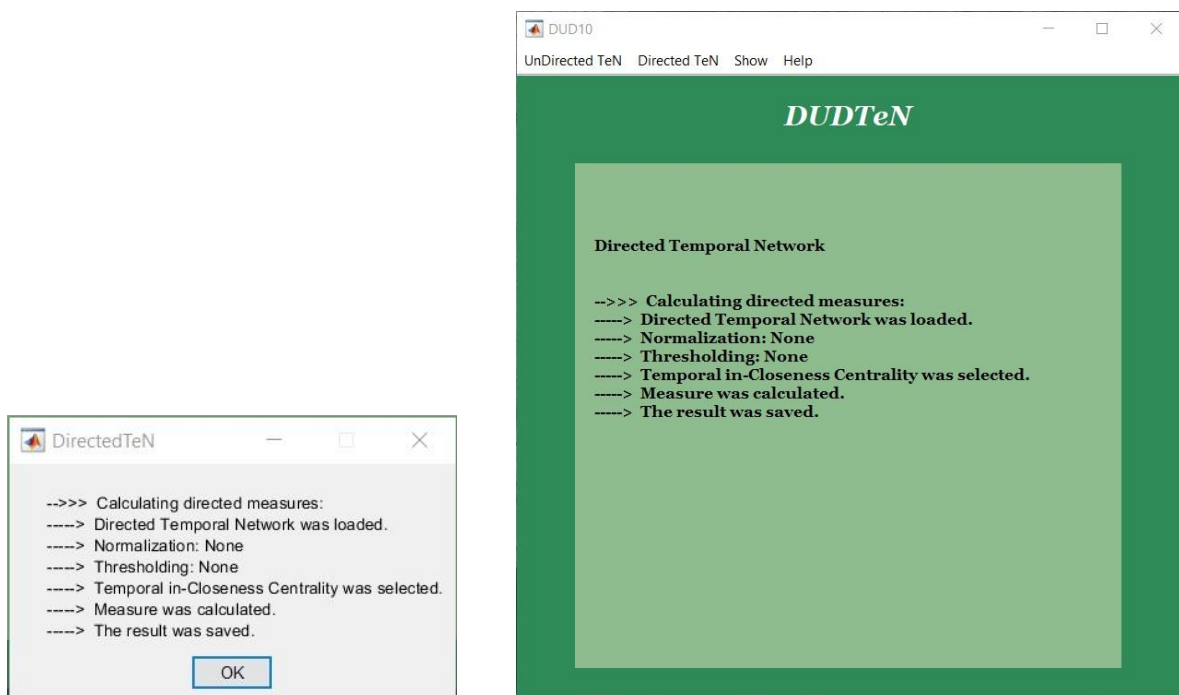 DUD10
UnDirected TeN Directed TeN Show Help
DUDTeN
Directed Temporal Network
-->>> Calculating directed measures:
-----> Directed Temporal Network was loaded.
-----> Normalization: None
-----> Thresholding: None
-----> Temporal in-Closeness Centrality was selected.
-----> Measure was calculated.
-----> The result was saved.
DirectedTeN
-->>> Calculating directed measures:
-----> Directed Temporal Network was loaded.
-----> Normalization: None
-----> Thresholding: None
-----> Temporal in-Closeness Centrality was selected.
-----> Measure was calculated.
-----> The result was saved.
OK